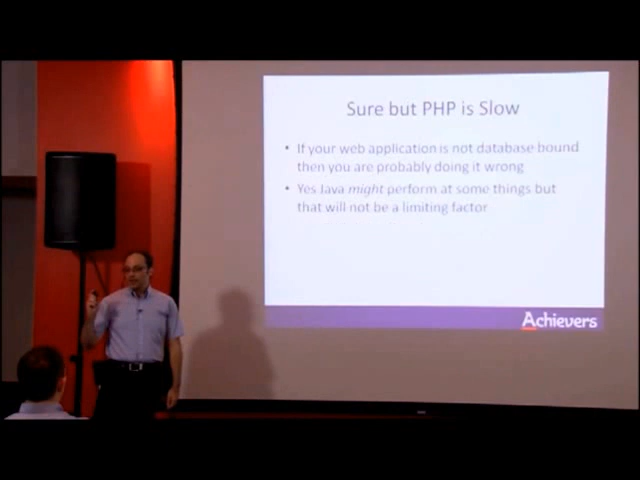 Sure but PHP is Slow
• If your web application is not database bound
then you are probably doing it wrong
• Yes Java might perform at some things but
that will not be a limiting factor
Achievers